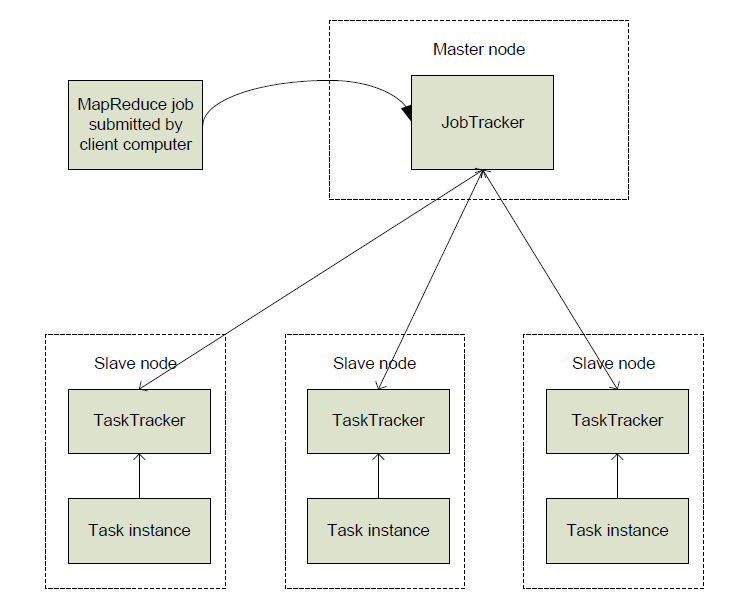 Master node
MapReduce job
submitted by
client computer
JobTracker
Slave node
Slave node
Slave node
TaskTracker
TaskTracker
TaskTracker
Task instance
Task instance
Task instance